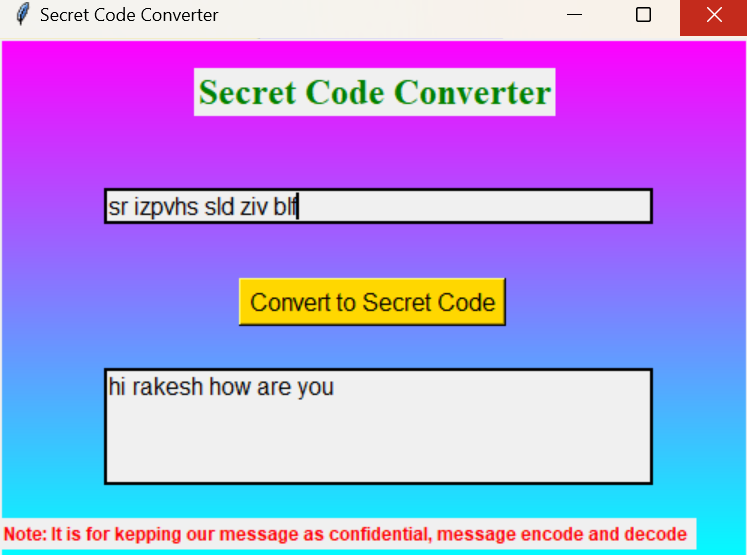 Secret Code Converter
Secret Code Converter
sr izpvhs sld ziv blf
Convert to Secret Code
hi rakesh how are you
Note: It is for kepping our message as confidential, message encode and decode